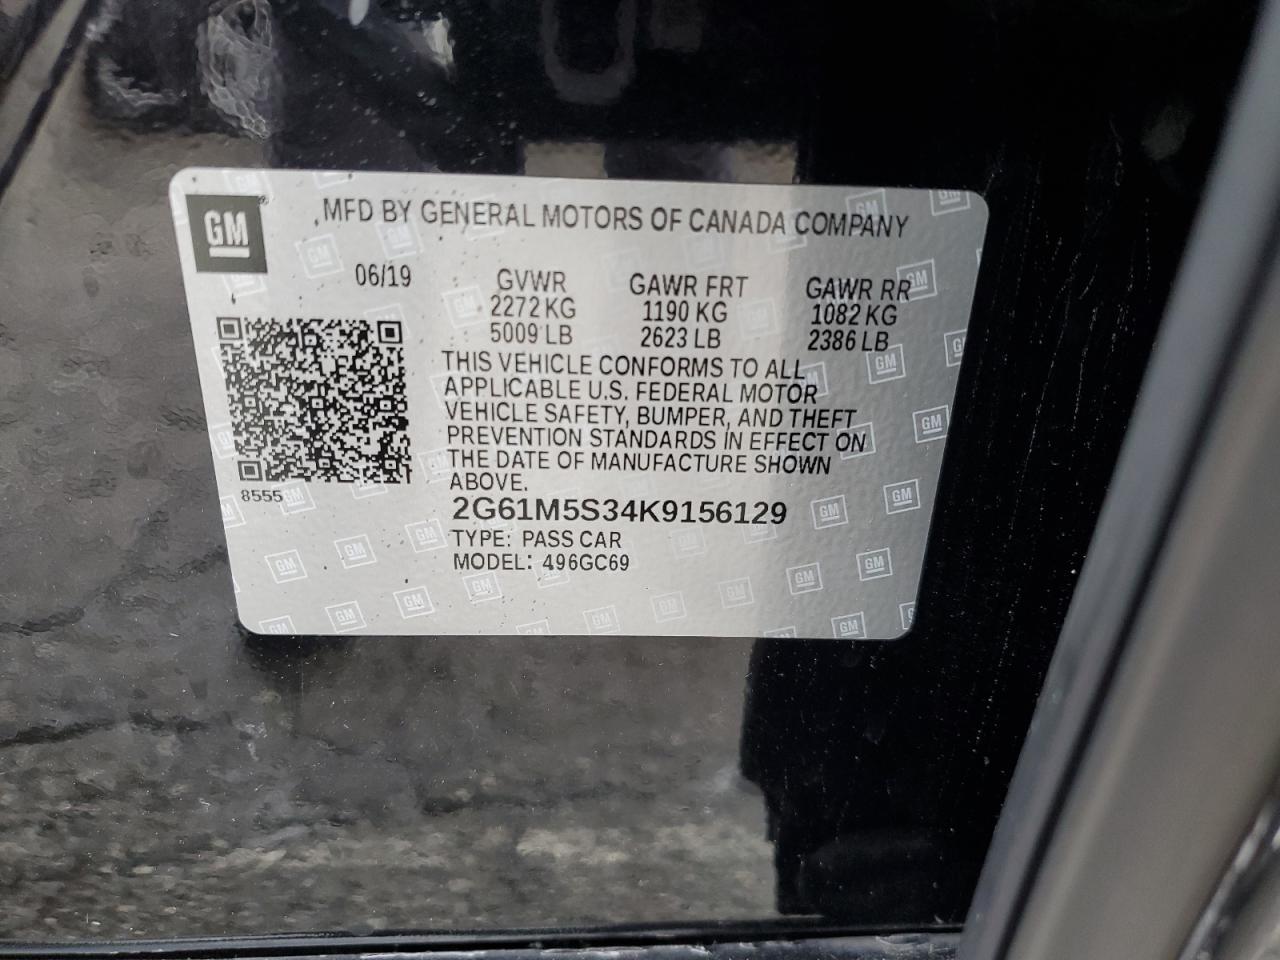 GM
MFD BY GENERAL MOTORS OF CANADA COMPANY
06/19
GVWR
2272 KG
5009 LB
GAWR FRT
1190 KG
2623 LB
GAWR RR
1082 KG
2386 LB
THIS VEHICLE CONFORMS TO ALL
APPLICABLE U.S. FEDERAL MOTOR
VEHICLE SAFETY, BUMPER, AND THEFT
PREVENTION STANDARDS IN EFFECT ON
THE DATE OF MANUFACTURE SHOWN
ABOVE.
8555
2G61M5S34K9156129
TYPE: PASS CAR
MODEL: 496GC69